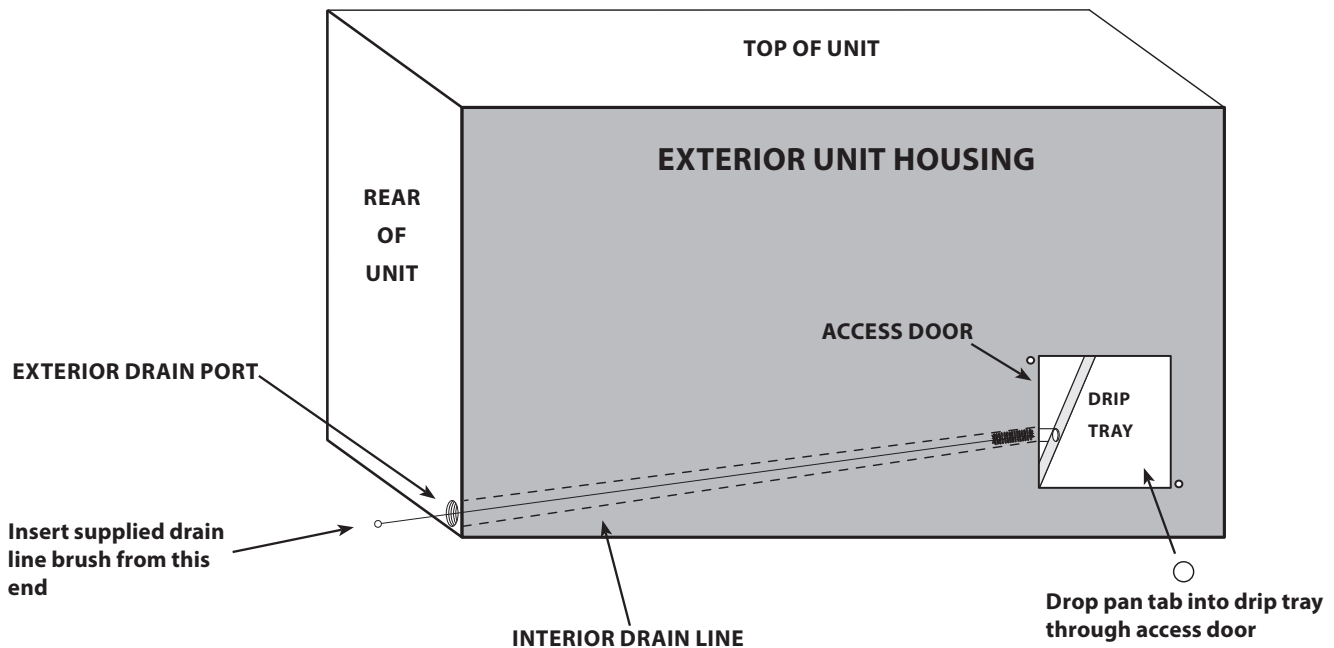 TOP OF UNIT
EXTERIOR UNIT HOUSING
REAR
OF
UNIT
ACCESS DOOR
EXTERIOR DRAIN PORT
DRIP
TRAY
Insert supplied drain
line brush from this
end
Drop pan tab into drip tray
through access door
INTERIOR DRAIN LINE